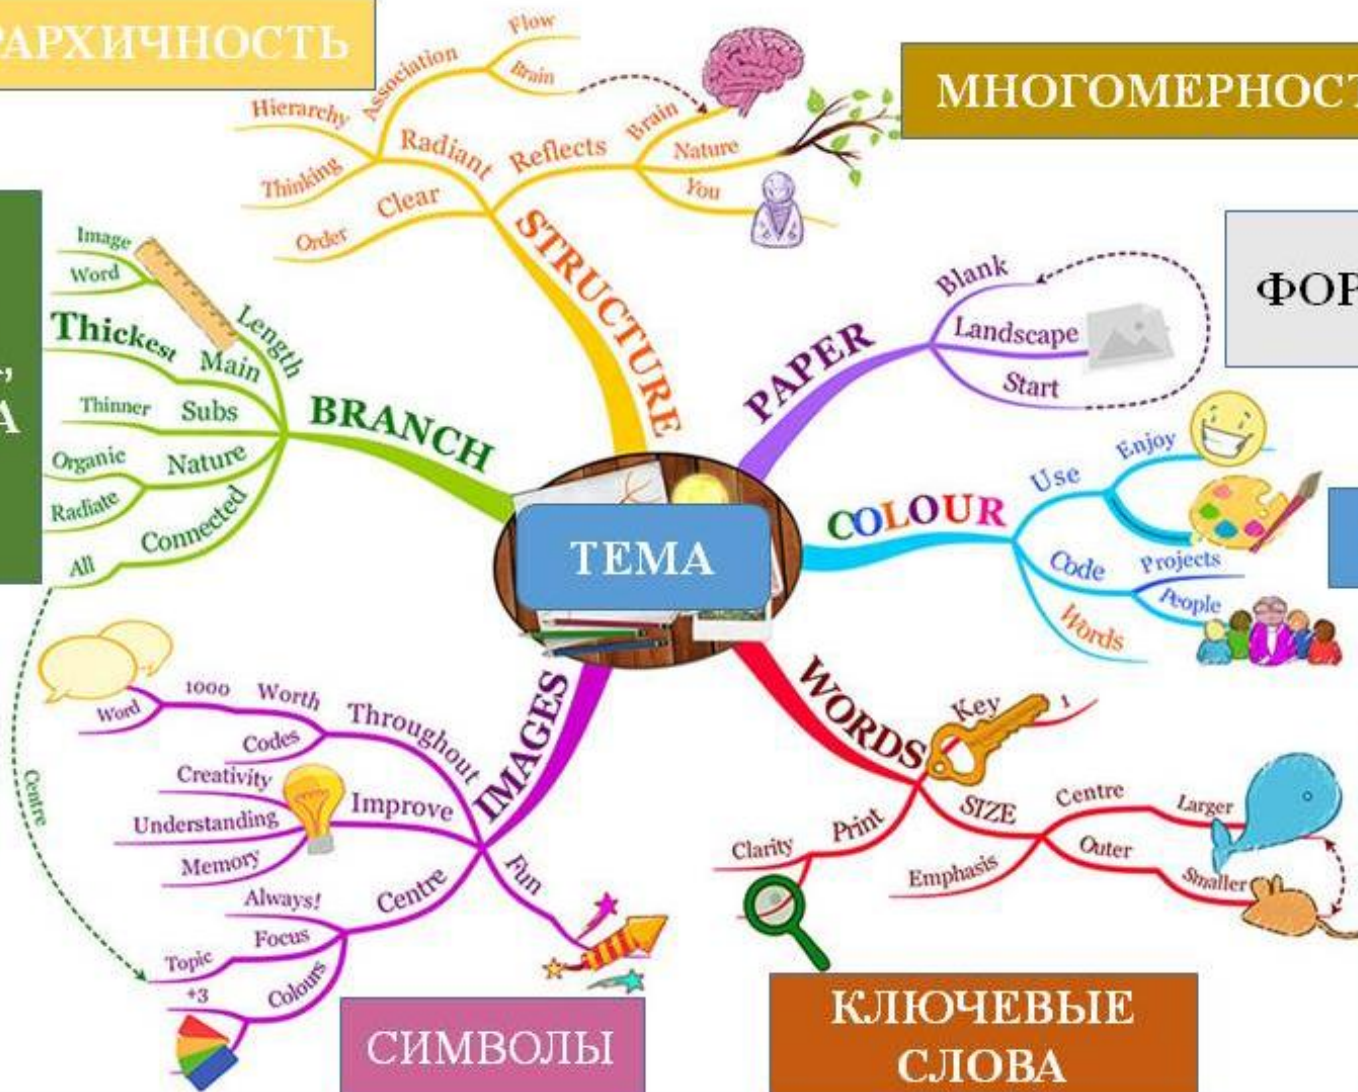 РАРХИЧНОСТЬ
МНОГОМЕРНОСТ
ФОР
,
А
ТЕМА
СИМВОЛЫ
КЛЮЧЕВЫЕ
СЛОВА
STRUCTURE
Radiant
Association
Flow
Brain
Hierarchy
Thinking
Clear
Order
Reflects
Brain
Nature
You
PAPER
Blank
Landscape
Start
COLOUR
Use
Enjoy
Code
Projects
People
Words
WORDS
Key
1
SIZE
Centre
Larger
Outer
Smaller
Emphasis
Print
Clarity
IMAGES
Throughout
Worth
1000
Word
Codes
Improve
Creativity
Understanding
Memory
Fun
Centre
Always!
Focus
Topic
Colours
+3
BRANCH
Length
Image
Word
Main
Thickest
Subs
Thinner
Nature
Organic
Radiate
Connected
All
Centre